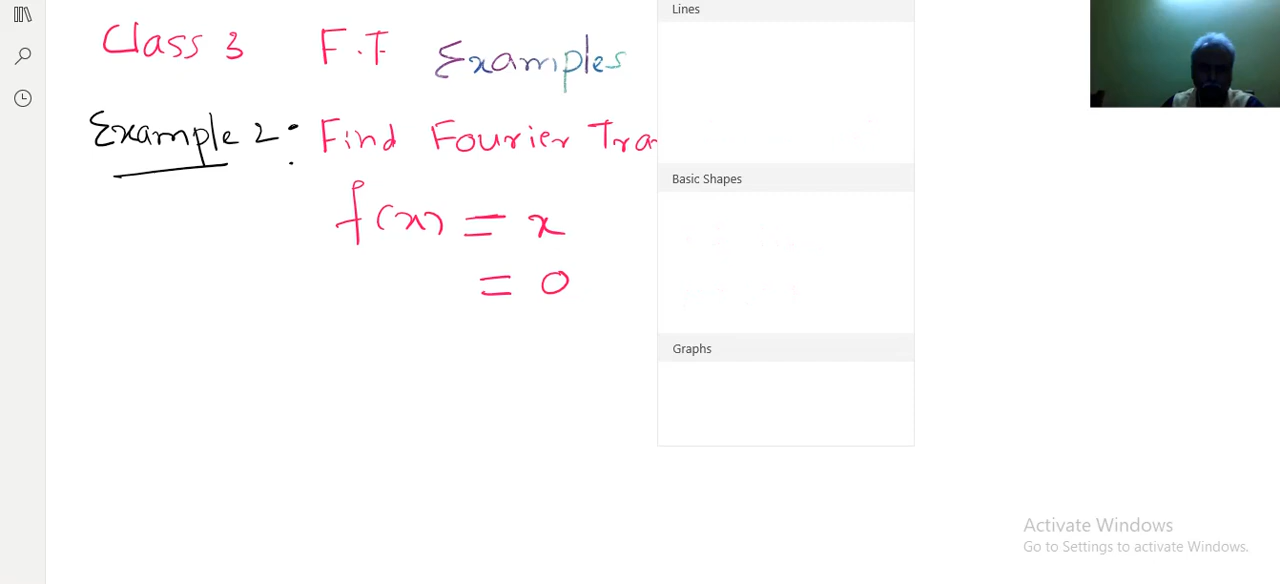 Class 3 F.T Examples
Example 2: Find Fourier Tra
f(x) = x
= 0
Lines
Basic Shapes
Graphs
Activate Windows
Go to Settings to activate Windows.